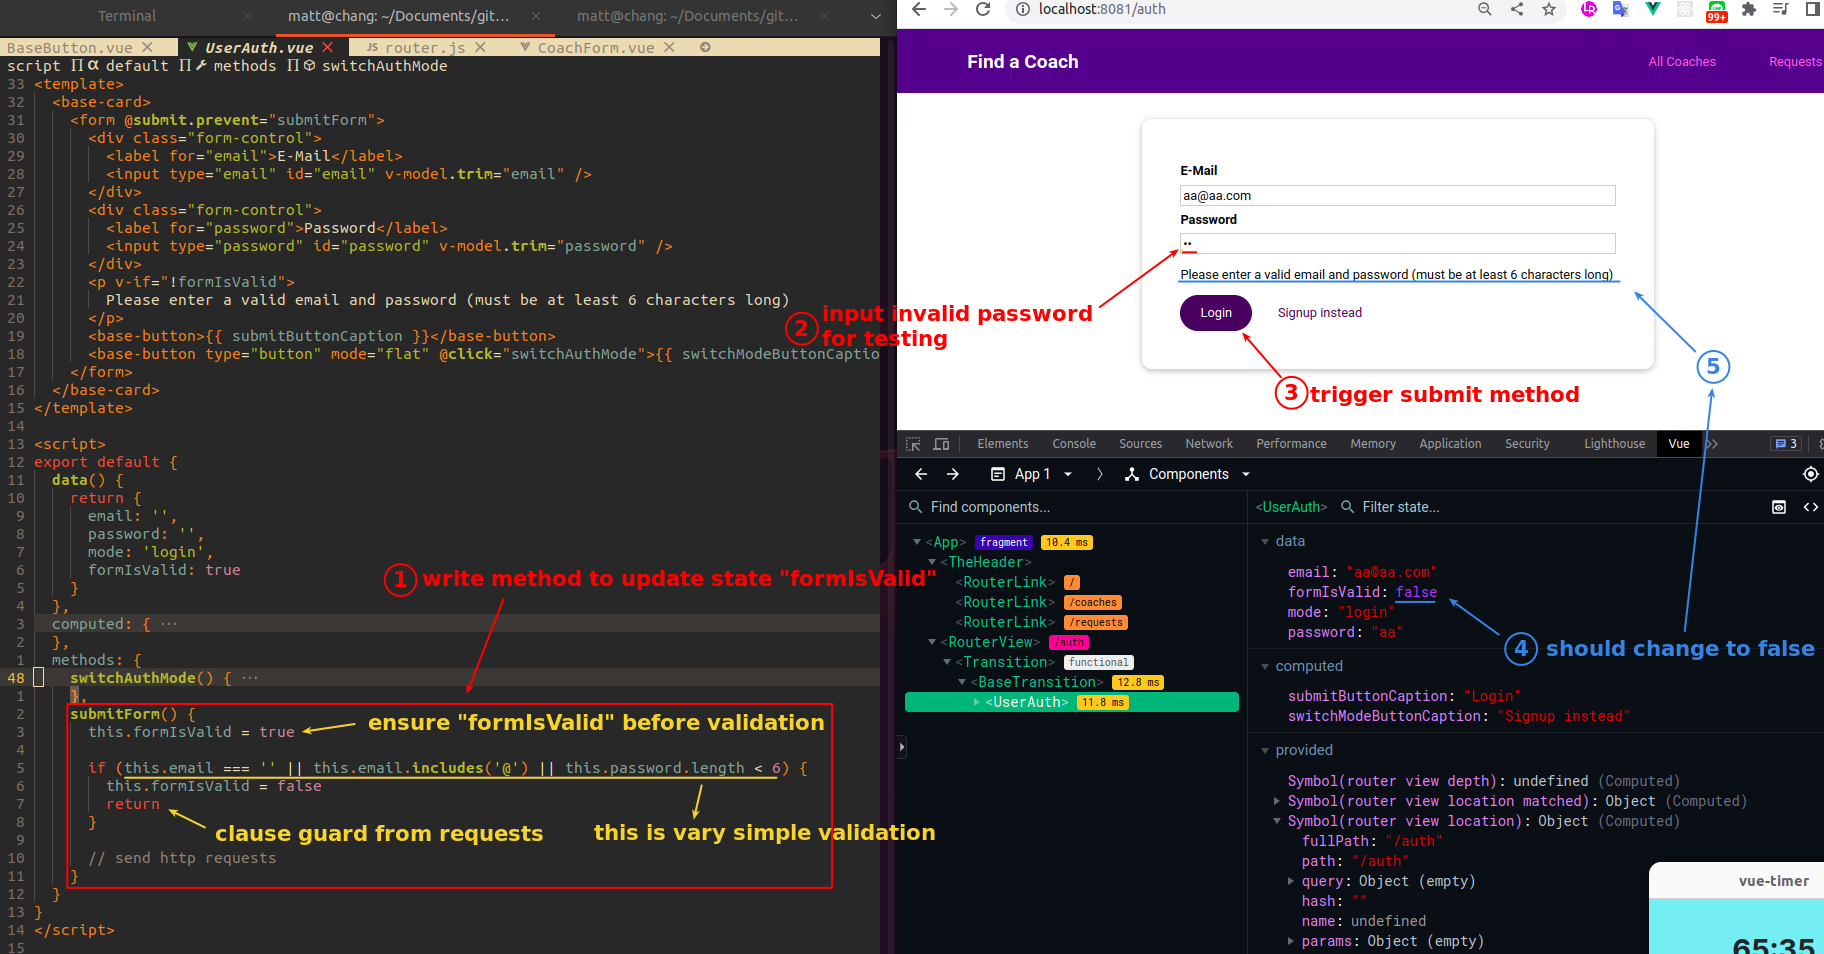 Terminal
matt@chang: ~/Documents/git...
matt@chang: ~/Documents/git...
BaseButton.vue
UserAuth.vue
JS router.js
CoachForm.vue
script default methods switchAuthMode
33 <template>
32 <base-card>
31 <form @submit.prevent="submitForm">
30 <div class="form-control">
29 <label for="email">E-Mail</label>
28 <input type="email" id="email" v-model.trim="email" />
27 </div>
26 <div class="form-control">
25 <label for="password">Password</label>
24 <input type="password" id="password" v-model.trim="password" />
23 </div>
22 <p v-if="!formIsValid">
21 Please enter a valid email and password (must be at least 6 characters long)
20 </p>
19 <base-button>{{ submitButtonCaption }}</base-button>
18 <base-button type="button" mode="flat" @click="switchAuthMode">{{ switchModeButtonCaptio
17 </form>
16 </base-card>
15 </template>
14
13 <script>
12 export default {
11 data() {
10 return {
9 email: '',
8 password: '',
7 mode: 'login',
6 formIsValid: true
5 }
4 },
3 computed: { ···
2 },
1 methods: {
48 switchAuthMode() { ···
1 },
2 submitForm() {
3 this.formIsValid = true
4
5 if (this.email === '' || this.email.includes('@') || this.password.length < 6) {
6 this.formIsValid = false
7 return
8 }
9
10 // send http requests
11 }
12 }
13 }
14 </script>
15
1 write method to update state "formIsValid"
ensure "formIsValid" before validation
clause guard from requests
this is vary simple validation
2 input invalid password
for testing
3 trigger submit method
4 should change to false
5
localhost:8081/auth
99+
Find a Coach
All Coaches
Requests
E-Mail
aa@aa.com
Password
••
Please enter a valid email and password (must be at least 6 characters long)
Login
Signup instead
Elements
Console
Sources
Network
Performance
Memory
Application
Security
Lighthouse
Vue
3
App 1
Components
Find components...
<UserAuth>
Filter state...
<App> fragment 10.4 ms
<TheHeader>
<RouterLink> /
<RouterLink> /coaches
<RouterLink> /requests
<RouterView> /auth
<Transition> functional
<BaseTransition> 12.8 ms
<UserAuth> 11.8 ms
data
email: "aa@aa.com"
formIsValid: false
mode: "login"
password: "aa"
computed
submitButtonCaption: "Login"
switchModeButtonCaption: "Signup instead"
provided
Symbol(router view depth): undefined (Computed)
Symbol(router view location matched): Object (Computed)
Symbol(router view location): Object (Computed)
fullPath: "/auth"
path: "/auth"
query: Object (empty)
hash: ""
name: undefined
params: Object (empty)
vue-timer
65:35